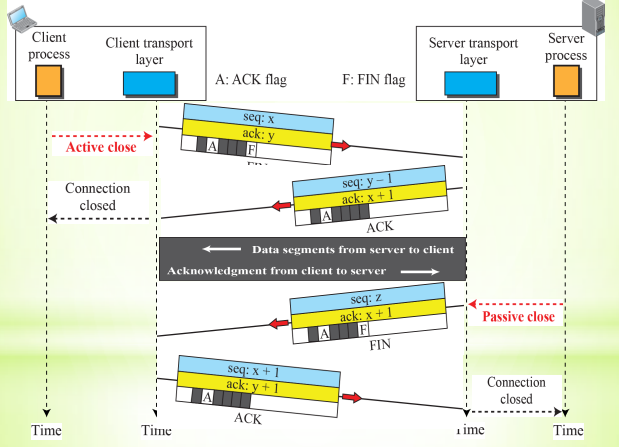 Client
process
Client transport
layer
A: ACK flag
F: FIN flag
Server transport
layer
Server
process
seq: x
ack: y
A
F
Active close
seq: y – 1
ack: x + 1
A
ACK
Connection
closed
Data segments from server to client
Acknowledgment from client to server
seq: z
ack: x + 1
A
F
FIN
Passive close
seq: x + 1
ack: y + 1
A
ACK
Connection
closed
Time
Time
Time
Time